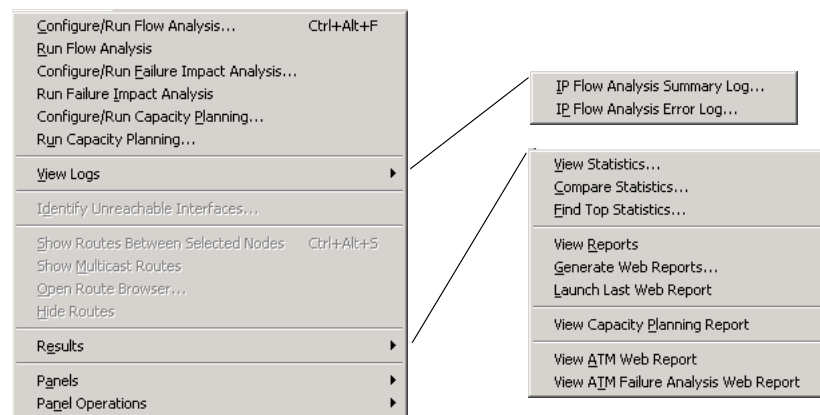 Configure/Run Flow Analysis... Ctrl+Alt+F
Run Flow Analysis
Configure/Run Failure Impact Analysis...
Run Failure Impact Analysis
Configure/Run Capacity Planning...
Run Capacity Planning...
View Logs
Identify Unreachable Interfaces...
Show Routes Between Selected Nodes Ctrl+Alt+S
Show Multicast Routes
Open Route Browser...
Hide Routes
Results
Panels
Panel Operations
IP Flow Analysis Summary Log...
IP Flow Analysis Error Log...
View Statistics...
Compare Statistics...
Find Top Statistics...
View Reports
Generate Web Reports...
Launch Last Web Report
View Capacity Planning Report
View ATM Web Report
View ATM Failure Analysis Web Report